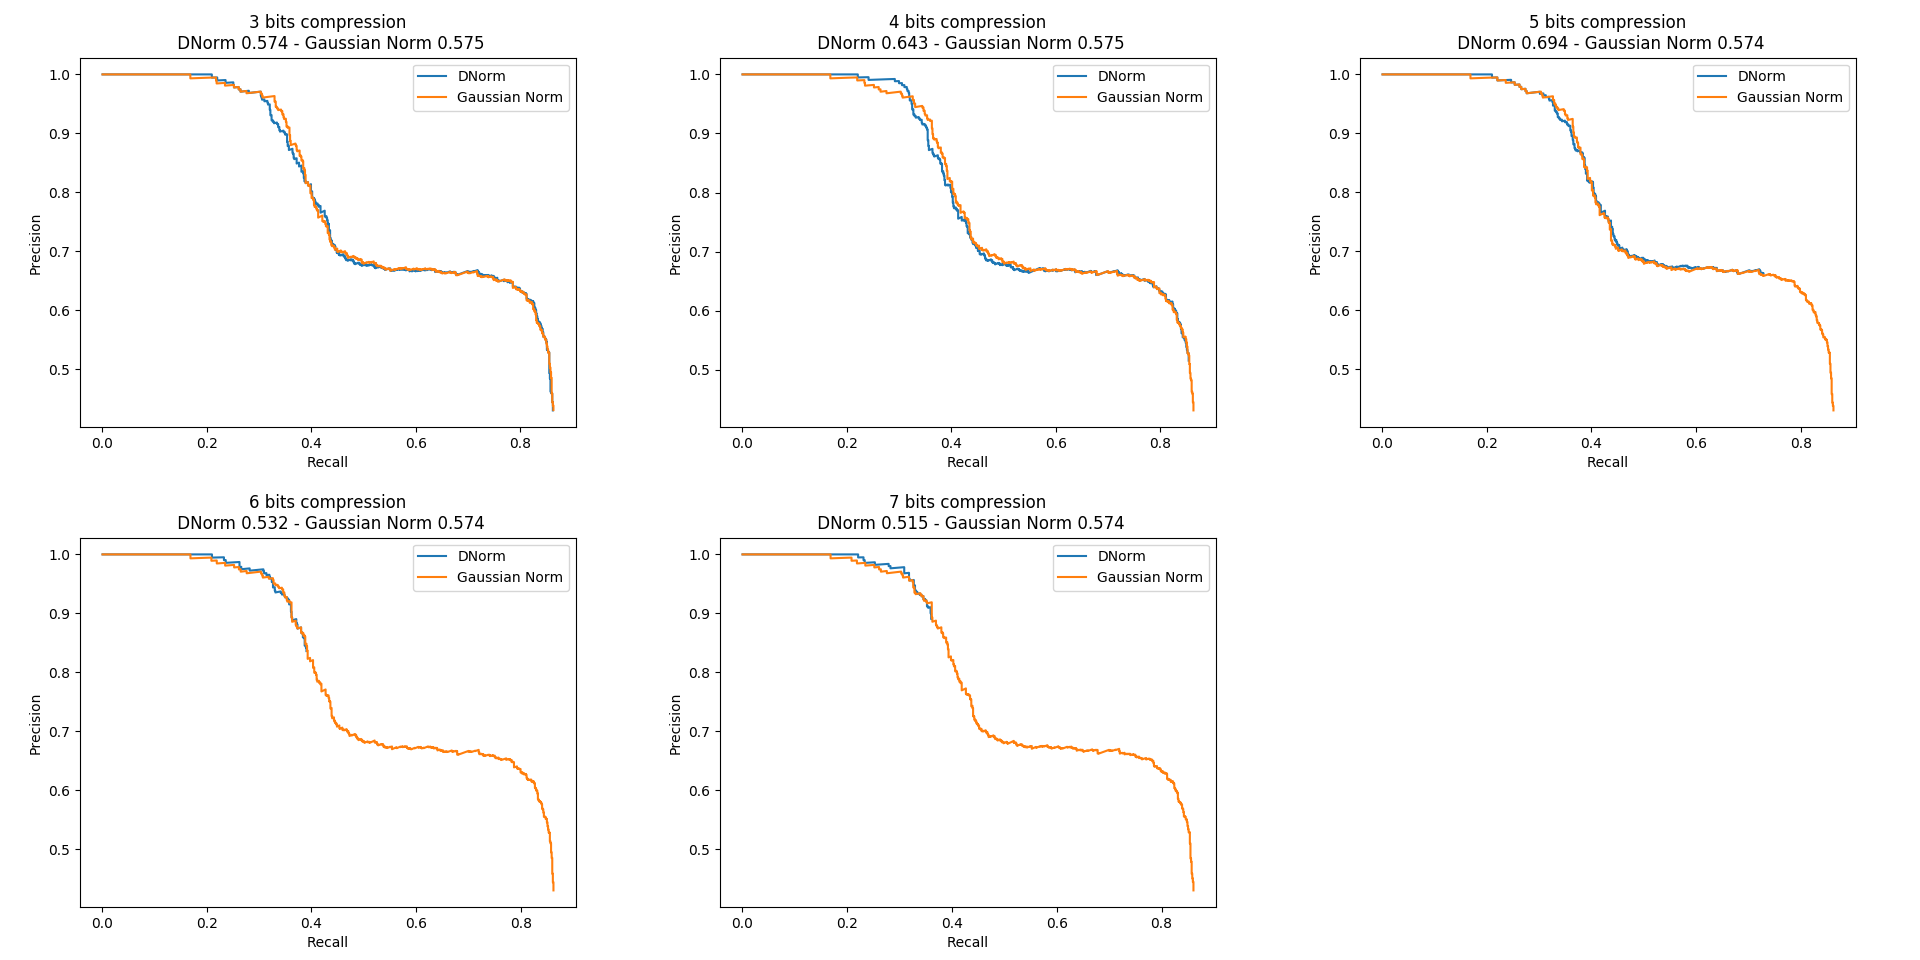 3 bits compression
DNorm 0.574 - Gaussian Norm 0.575
1.0
0.9
0.8
0.7
0.6
0.5
Precision
DNorm
Gaussian Norm
0.0 0.2 0.4 0.6 0.8
Recall
4 bits compression
DNorm 0.643 - Gaussian Norm 0.575
1.0
0.9
0.8
0.7
0.6
0.5
Precision
DNorm
Gaussian Norm
0.0 0.2 0.4 0.6 0.8
Recall
5 bits compression
DNorm 0.694 - Gaussian Norm 0.574
1.0
0.9
0.8
0.7
0.6
0.5
Precision
DNorm
Gaussian Norm
0.0 0.2 0.4 0.6 0.8
Recall
6 bits compression
DNorm 0.532 - Gaussian Norm 0.574
1.0
0.9
0.8
0.7
0.6
0.5
Precision
DNorm
Gaussian Norm
0.0 0.2 0.4 0.6 0.8
Recall
7 bits compression
DNorm 0.515 - Gaussian Norm 0.574
1.0
0.9
0.8
0.7
0.6
0.5
Precision
DNorm
Gaussian Norm
0.0 0.2 0.4 0.6 0.8
Recall